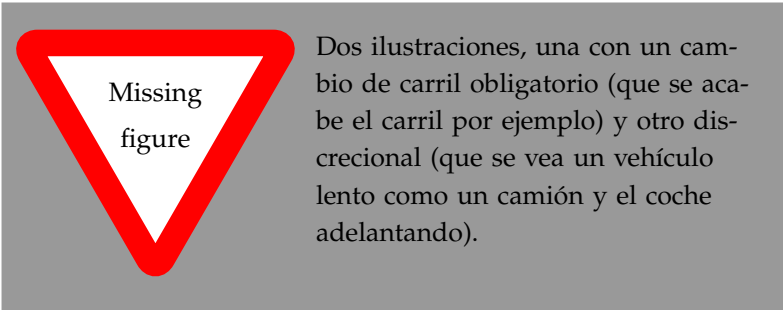 Missing
figure
Dos ilustraciones, una con un cam-
bio de carril obligatorio (que se aca-
be el carril por ejemplo) y otro dis-
crecional (que se vea un vehículo
lento como un camión y el coche
adelantando).